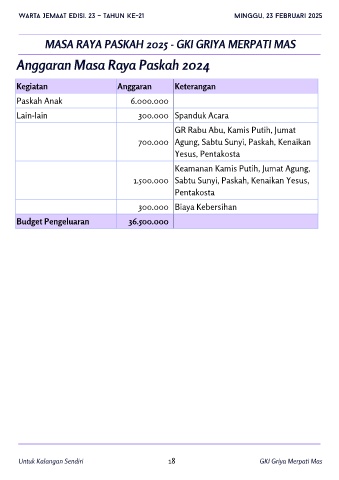 WARTA JEMAAT EDISI. 23 – TAHUN KE-21 MINGGU, 23 FEBRUARI 2025
MASA RAYA PASKAH 2025 - GKI GRIYA MERPATI MAS
Anggaran Masa Raya Paskah 2024
Kegiatan Anggaran Keterangan
Paskah Anak 6.000.000
Lain-lain 300.000 Spanduk Acara
GR Rabu Abu, Kamis Putih, Jumat
700.000 Agung, Sabtu Sunyi, Paskah, Kenaikan
Yesus, Pentakosta
Keamanan Kamis Putih, Jumat Agung,
1.500.000 Sabtu Sunyi, Paskah, Kenaikan Yesus,
Pentakosta
300.000 Biaya Kebersihan
Budget Pengeluaran 36.500.000
Untuk Kalangan Sendiri 18 GKI Griya Merpati Mas